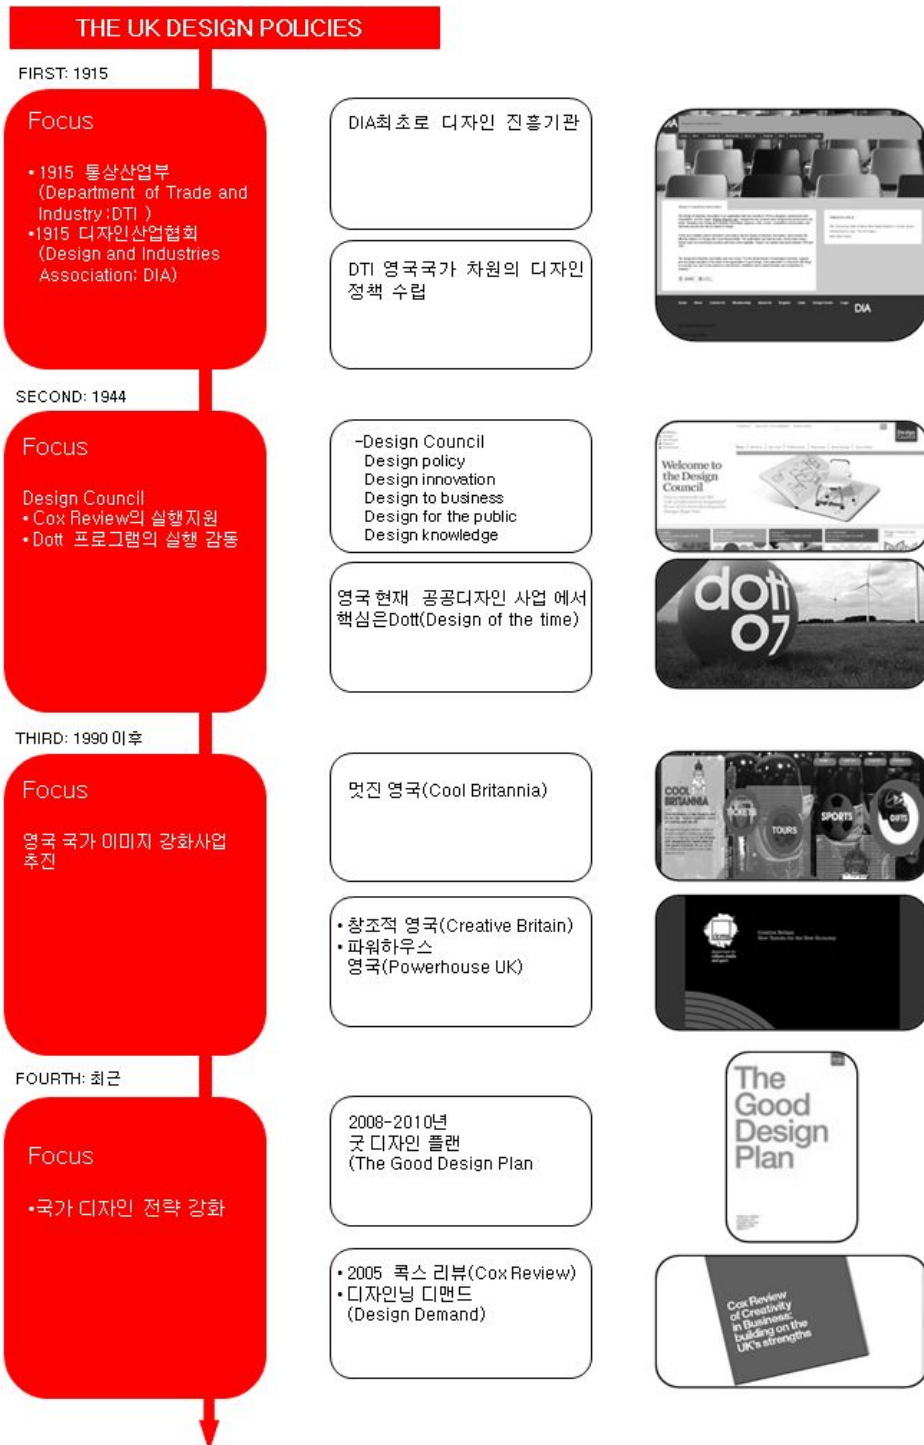 THE UK DESIGN POLICIES
FIRST: 1915
Focus
• 1915 통상산업부
(Department of Trade and
Industry :DTI )
•1915 디자인산업협회
(Design and Industries
Association: DIA)
DIA최초로 디자인 진흥기관
DTI 영국국가 차원의 디자인
정책 수립
DIA
SECOND: 1944
Focus
Design Council
• Cox Review의 실행지원
• Dott 프로그램의 실행 감동
-Design Council
Design policy
Design innovation
Design to business
Design for the public
Design knowledge
영국 현재 공공디자인 사업 에서
핵심은Dott(Design of the time)
Design
Council
Welcome to
the Design
Council
dott
07
THIRD: 1990 이후
Focus
영국 국가 이미지 강화사업
추진
멋진 영국(Cool Britannia)
• 창조적 영국(Creative Britain)
• 파워하우스
영국(Powerhouse UK)
COOL
BRITANNIA
TICKETS
TOURS
SPORTS
GIFTS
Creative Britain
New Talents for the New Economy
FOURTH: 최근
Focus
•국가 디자인 전략 강화
2008-2010년
굿 디자인 플랜
(The Good Design Plan
• 2005 콕스 리뷰(Cox Review)
• 디자인닝 디맨드
(Design Demand)
The
Good
Design
Plan
Cox Review
of Creativity
in Business:
building on the
UK's strengths